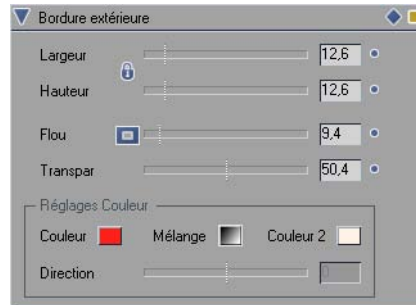 Bordure extérieure
Largeur 12,6
Hauteur 12,6
Flou 9,4
Transpar 50,4
Réglages Couleur
Couleur Mélange Couleur 2
Direction 0